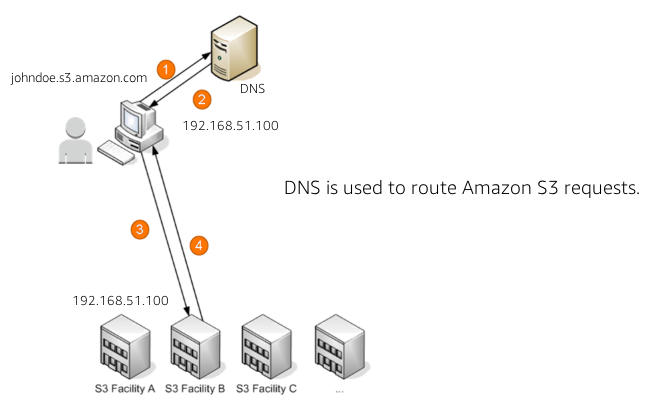 johndoe.s3.amazon.com
1
DNS
2
192.168.51.100
DNS is used to route Amazon S3 requests.
3
4
192.168.51.100
S3 Facility A
S3 Facility B
S3 Facility C
...